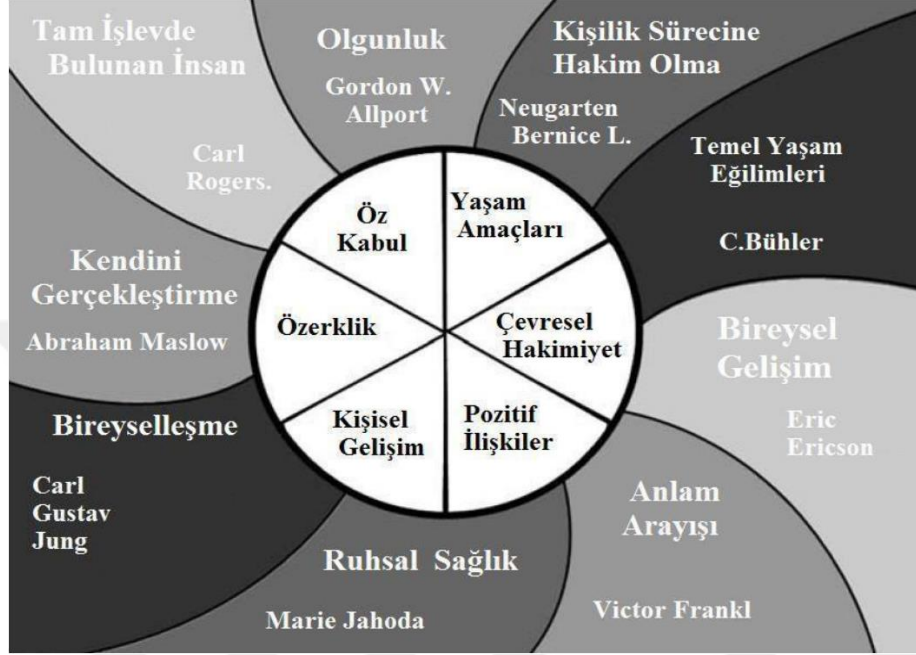 Tam İşlevde
Bulunan İnsan
Carl
Rogers.
Olgunluk
Gordon W.
Allport
Kişilik Sürecine
Hakim Olma
Neugarten
Bernice L.
Temel Yaşam
Eğilimleri
C.Bühler
Bireysel
Gelişim
Eric
Ericson
Anlam
Arayışı
Victor Frankl
Ruhsal Sağlık
Marie Jahoda
Bireyselleşme
Carl
Gustav
Jung
Kendini
Gerçekleştirme
Abraham Maslow
Öz
Kabul
Yaşam
Amaçları
Çevresel
Hakimiyet
Pozitif
İlişkiler
Kişisel
Gelişim
Özerklik